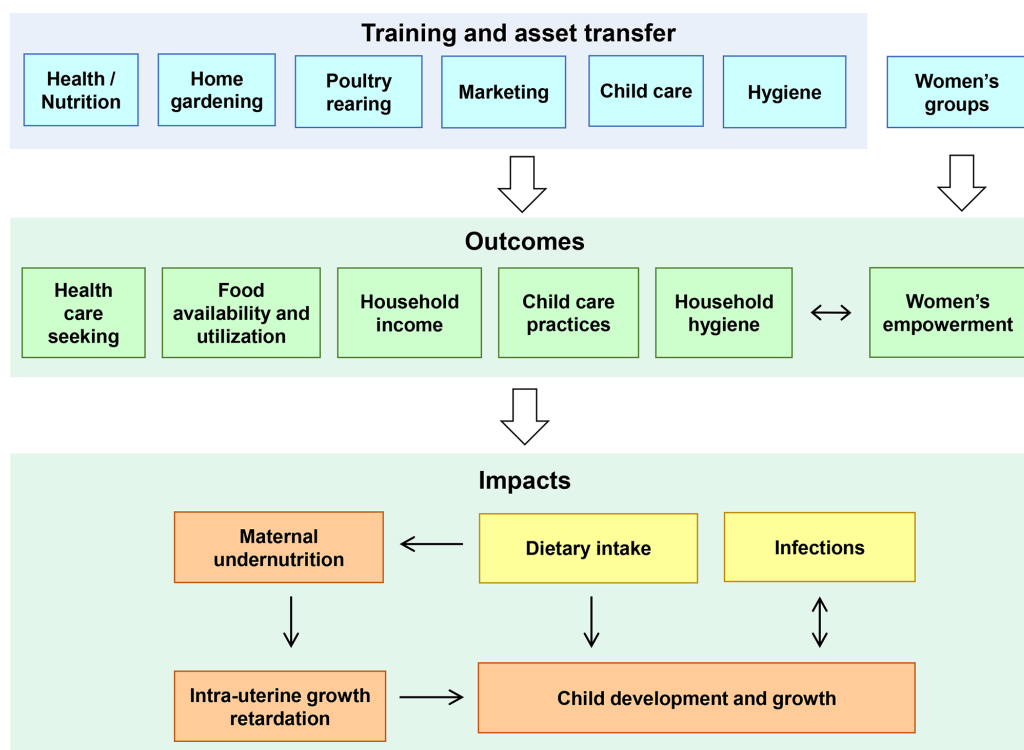 Training and asset transfer
Health /
Nutrition
Home
gardening
Poultry
rearing
Marketing
Child care
Hygiene
Women's
groups
Outcomes
Health
care
seeking
Food
availability and
utilization
Household
income
Child care
practices
Household
hygiene
Women's
empowerment
Impacts
Maternal
undernutrition
Dietary intake
Infections
Intra-uterine growth
retardation
Child development and growth